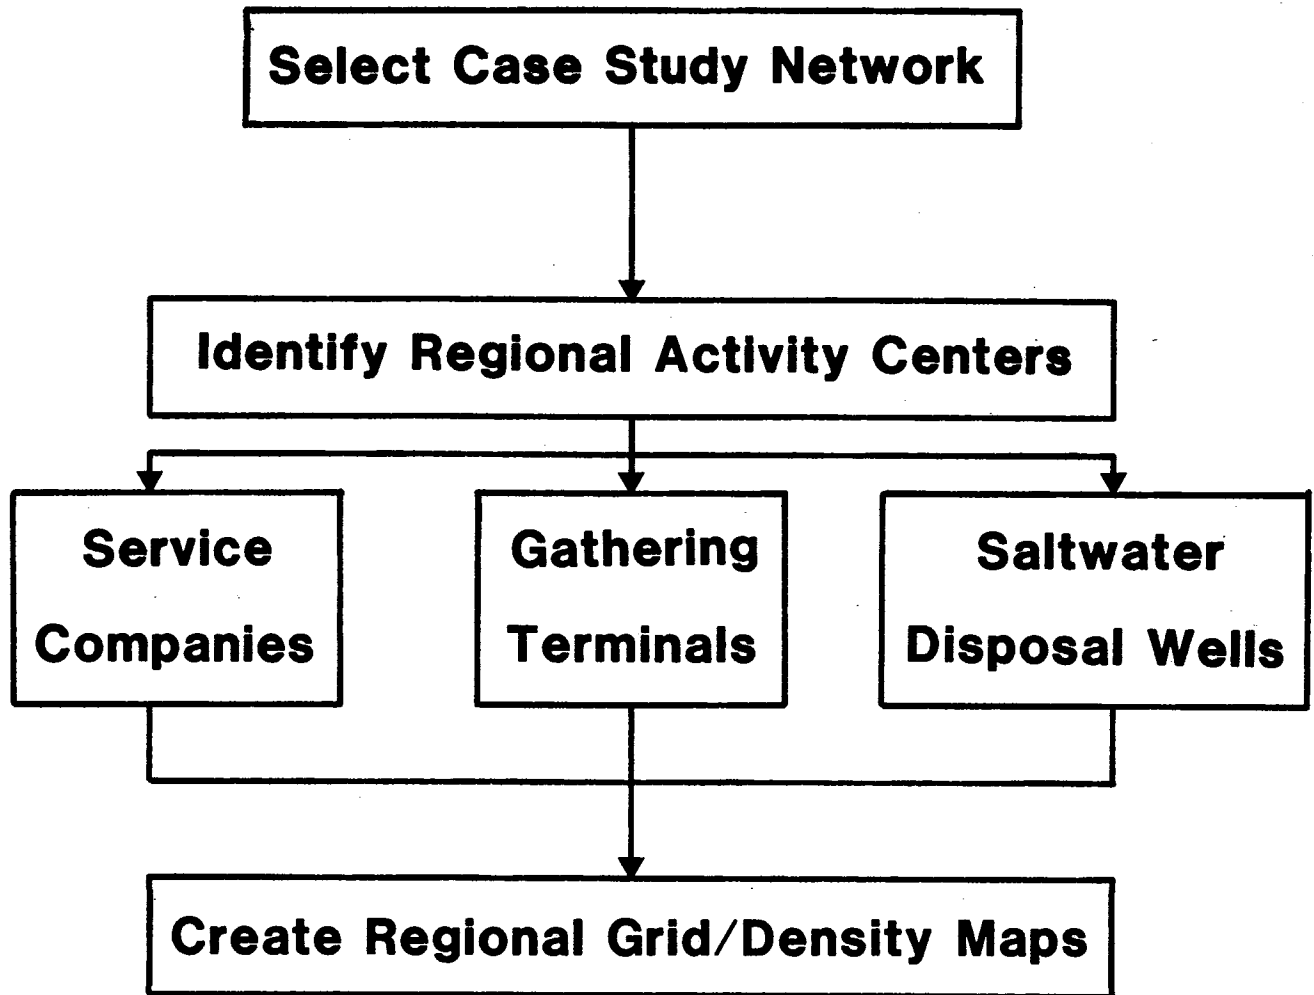 Select Case Study Network
Identify Regional Activity Centers
Service
Companies
Gathering
Terminals
Saltwater
Disposal Wells
Create Regional Grid/Density Maps